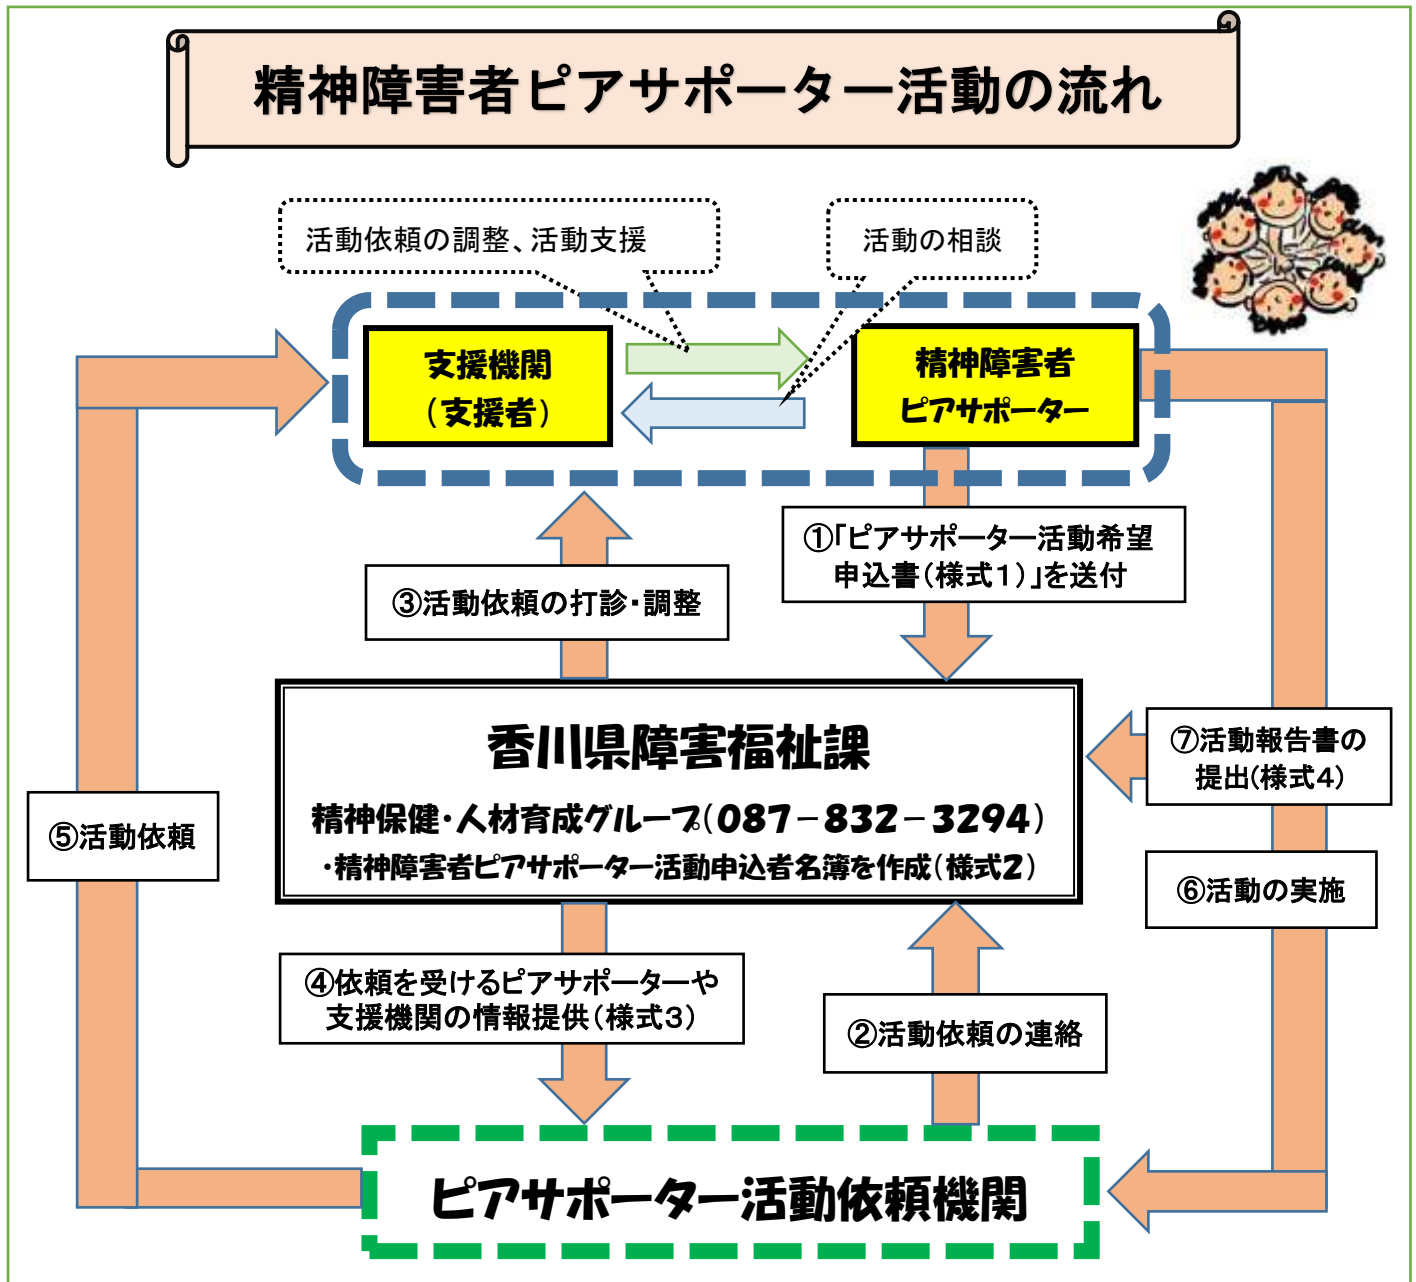 精神障害者ピアサポーター活動の流れ
活動依頼の調整、活動支援
活動の相談
支援機関
（支援者）
精神障害者
ピアサポーター
①｢ピアサポーター活動希望
申込書（様式１）｣を送付
③活動依頼の打診・調整
香川県障害福祉課
精神保健・人材育成グループ（087－832－3294）
・精神障害者ピアサポーター活動申込者名簿を作成（様式2）
⑦活動報告書の
提出(様式4)
⑤活動依頼
⑥活動の実施
④依頼を受けるピアサポーターや
支援機関の情報提供（様式３）
②活動依頼の連絡
ピアサポーター活動依頼機関